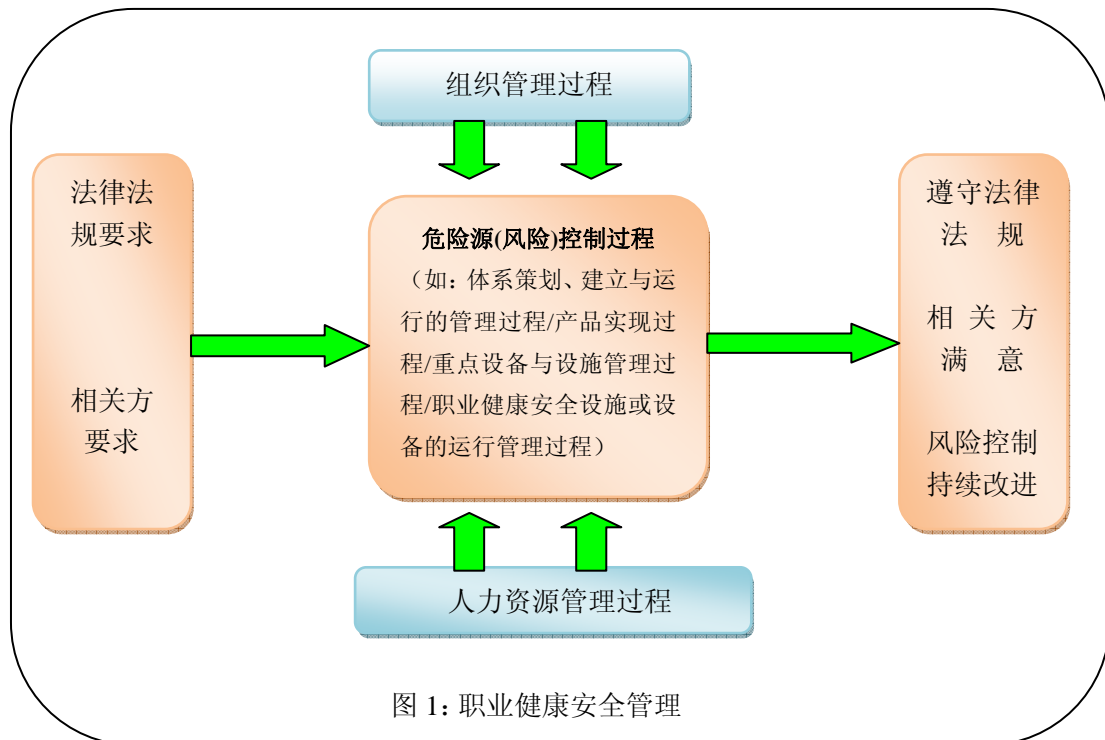 组织管理过程
法律法
规要求
相关方
要求
危险源(风险)控制过程
（如：体系策划、建立与运
行的管理过程/产品实现过
程/重点设备与设施管理过
程/职业健康安全设施或设
备的运行管理过程）
遵守法律
法 规
相 关 方
满 意
风险控制
持续改进
人力资源管理过程
图 1: 职业健康安全管理